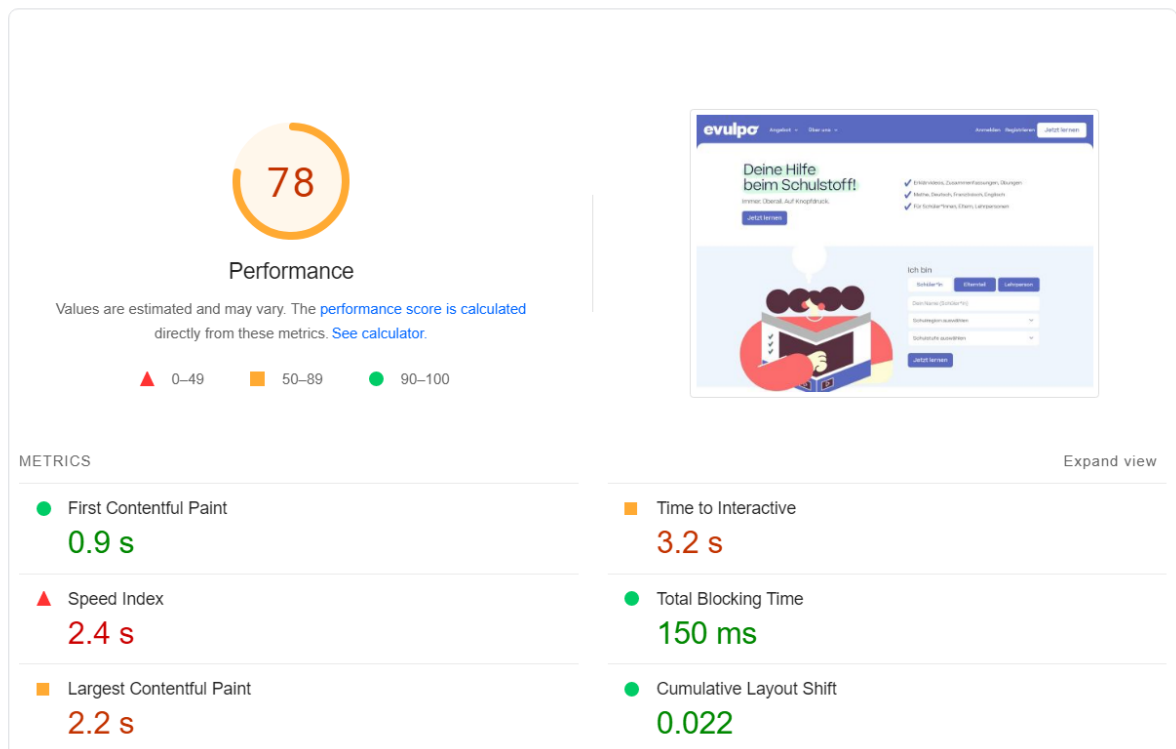 78
Performance
Values are estimated and may vary. The performance score is calculated
directly from these metrics. See calculator.
0–49
50–89
90–100
evulpo
Angebot
Über uns
Anmelden
Registrieren
Jetzt lernen
Deine Hilfe
beim Schulstoff!
Immer. Überall. Auf Knopfdruck.
Jetzt lernen
Erklärvideos, Zusammenfassungen, Übungen
Mathe, Deutsch, Französisch, Englisch
Für Schüler*innen, Eltern, Lehrpersonen
Ich bin
Schüler*in
Elternteil
Lehrperson
Dein Name (Schüler*in)
Schulregion auswählen
Schulstufe auswählen
Jetzt lernen
METRICS
Expand view
First Contentful Paint
0.9 s
Time to Interactive
3.2 s
Speed Index
2.4 s
Total Blocking Time
150 ms
Largest Contentful Paint
2.2 s
Cumulative Layout Shift
0.022